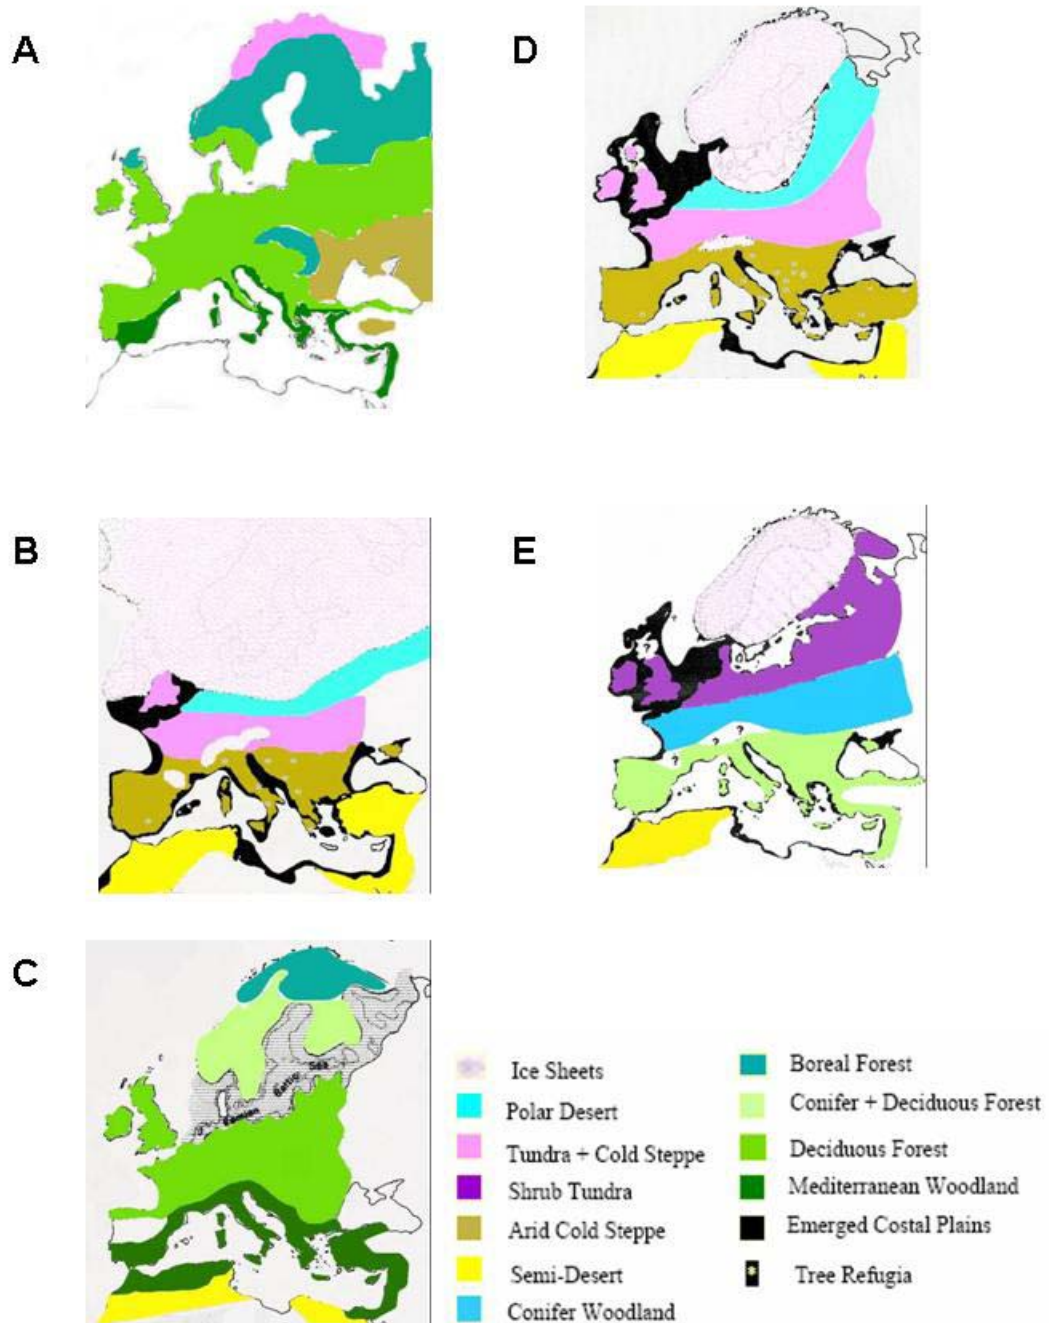 A
D
B
E
C
Eemian Baltic Sea
?
?
?
?
?
Ice Sheets
Polar Desert
Tundra + Cold Steppe
Shrub Tundra
Arid Cold Steppe
Semi-Desert
Conifer Woodland
Boreal Forest
Conifer + Deciduous Forest
Deciduous Forest
Mediterranean Woodland
Emerged Costal Plains
* Tree Refugia